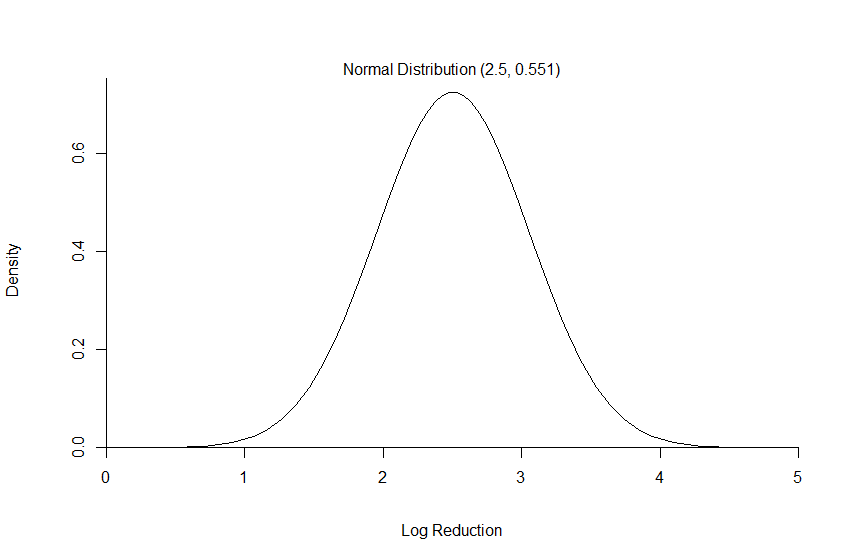 Normal Distribution (2.5, 0.551)
0.6
0.4
0.2
0.0
Density
0 1 2 3 4 5
Log Reduction